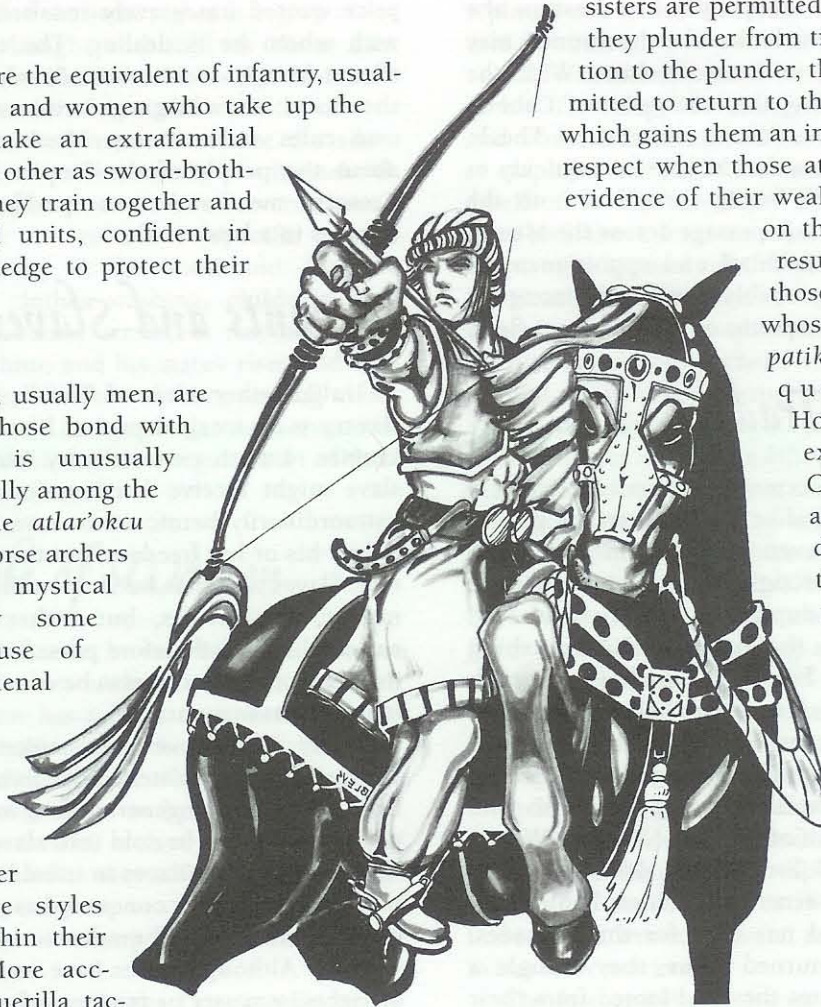 re the equivalent of infantry, usual-
and women who take up the
ake an extrafamilial
other as sword-broth-
hey train together and
units, confident in
edge to protect their
usually men, are
hose bond with
is unusually
lly among the
e atlar'okcu
orse archers
mystical
some
use of
enal
er
e styles
hin their
More acc-
uerilla tac-
sisters are permitted
they plunder from t
tion to the plunder, th
mitted to return to th
which gains them an in
respect when those at
evidence of their weal
on th
resu
those
whos
patik
qu
Ho
ex
C
a
c
t